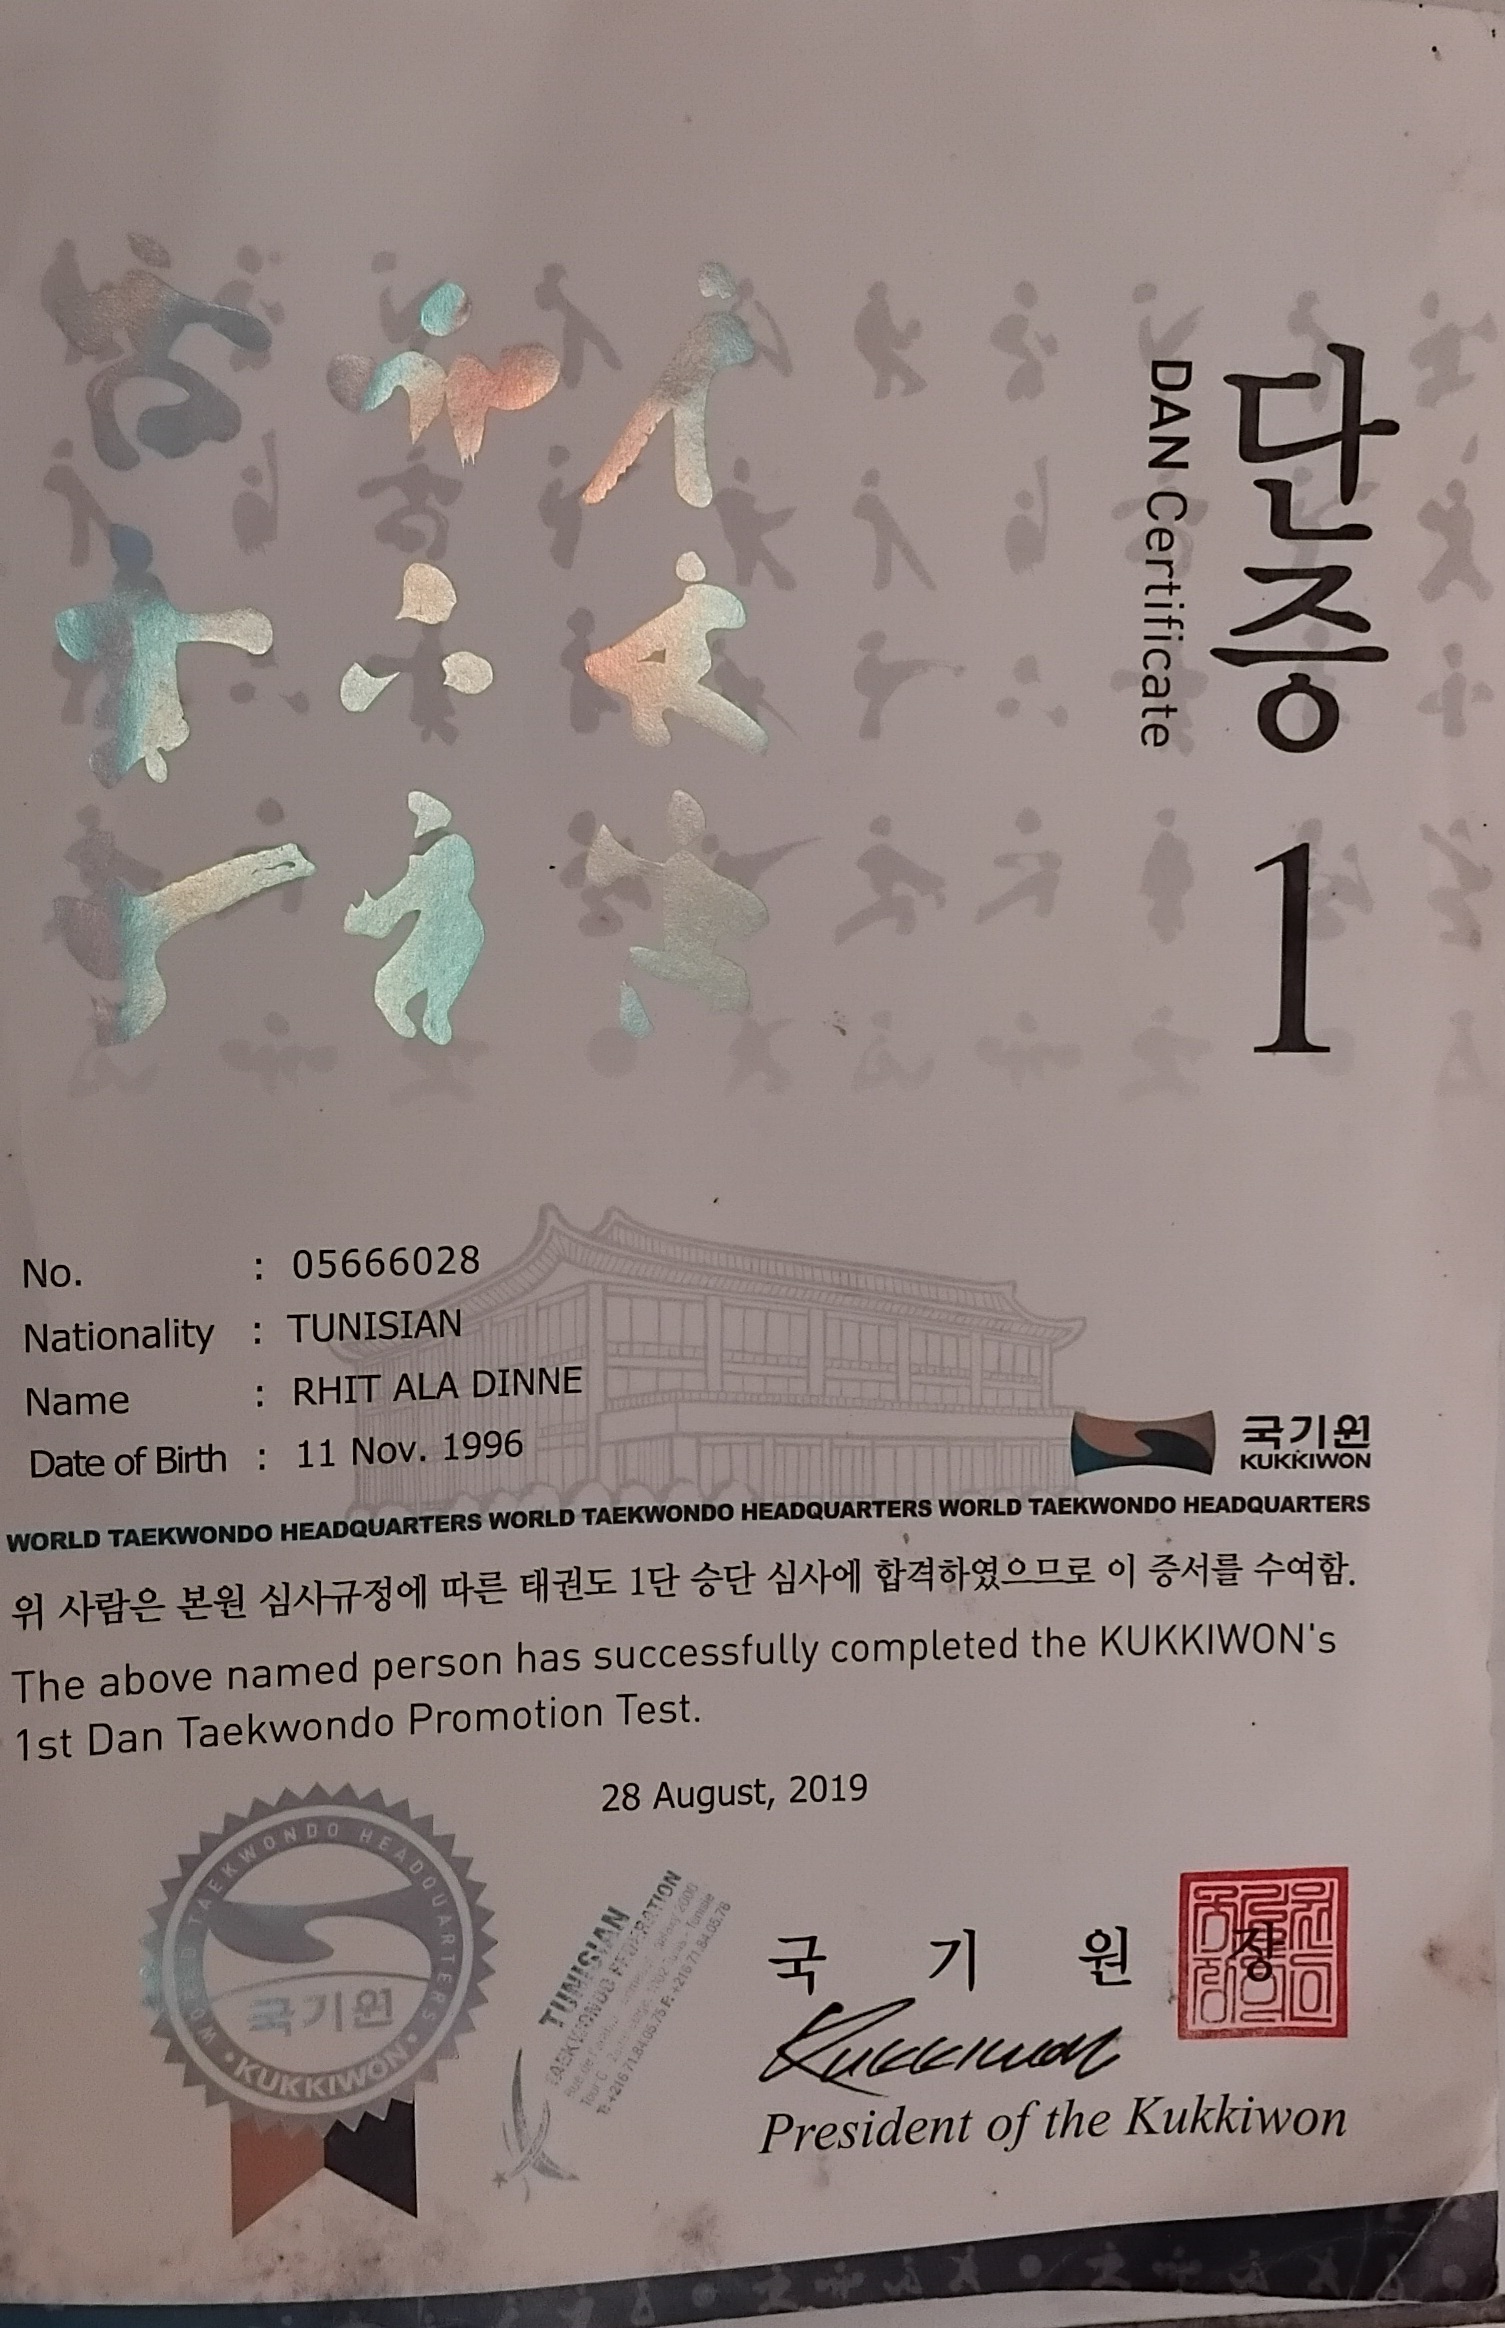 단증
DAN Certificate
1
No. : 05666028
Nationality : TUNISIAN
Name : RHIT ALA DINNE
Date of Birth : 11 Nov. 1996
국기원
KUKKIWON
WORLD TAEKWONDO HEADQUARTERS WORLD TAEKWONDO HEADQUARTERS WORLD TAEKWONDO HEADQUARTERS
위 사람은 본원 심사규정에 따른 태권도 1단 승단 심사에 합격하였으므로 이 증서를 수여함.
The above named person has successfully completed the KUKKIWON's
1st Dan Taekwondo Promotion Test.
28 August, 2019
WORLD TAEKWONDO HEADQUARTERS
국기원
• KUKKIWON •
TUNISIAN
TAEKWONDO FEDERATION
국 기 원 장
Kukkiwon
President of the Kukkiwon